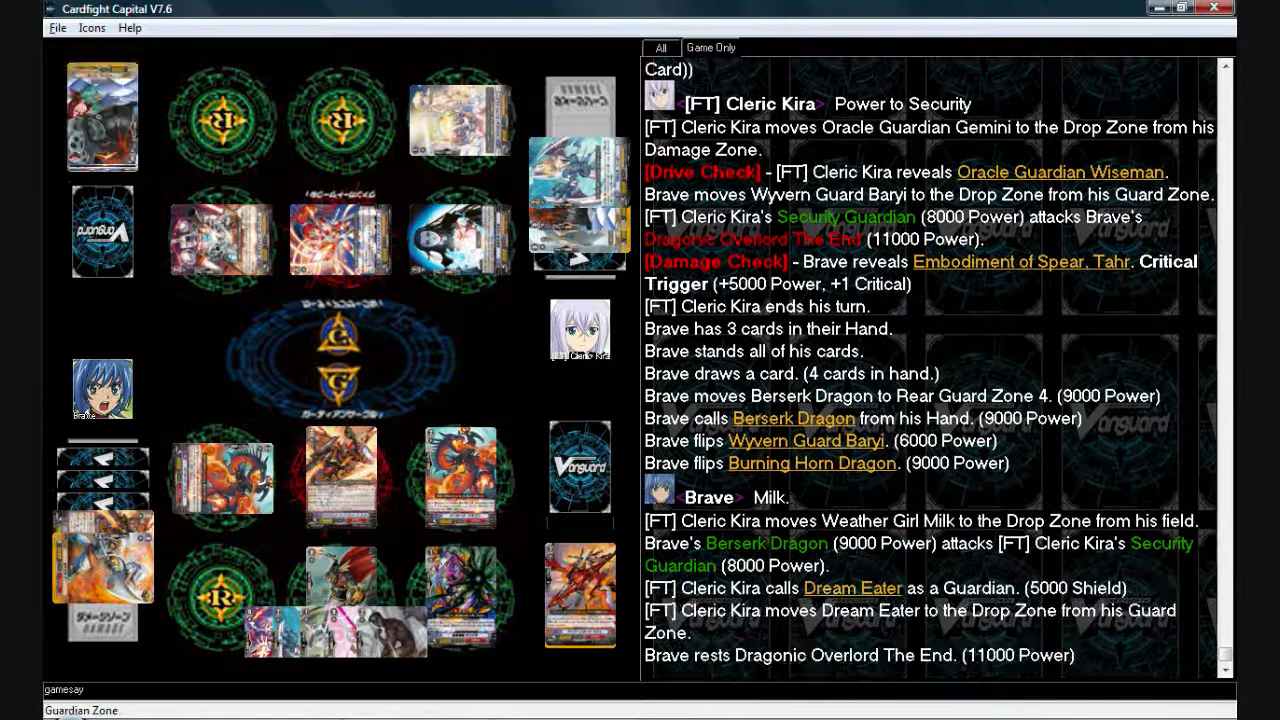 Cardfight Capital V7.6
File Icons Help
All Game Only
Card))
<[FT] Cleric Kira> Power to Security
[FT] Cleric Kira moves Oracle Guardian Gemini to the Drop Zone from his
Damage Zone.
[Drive Check] - [FT] Cleric Kira reveals Oracle Guardian Wiseman.
Brave moves Wyvern Guard Baryi to the Drop Zone from his Guard Zone.
[FT] Cleric Kira's Security Guardian (8000 Power) attacks Brave's
Dragonic Overlord The End (11000 Power).
[Damage Check] - Brave reveals Embodiment of Spear, Tahr. Critical
Trigger (+5000 Power, +1 Critical)
[FT] Cleric Kira ends his turn.
Brave has 3 cards in their Hand.
Brave stands all of his cards.
Brave draws a card. (4 cards in hand.)
Brave moves Berserk Dragon to Rear Guard Zone 4. (9000 Power)
Brave calls Berserk Dragon from his Hand. (9000 Power)
Brave flips Wyvern Guard Baryi. (6000 Power)
Brave flips Burning Horn Dragon. (9000 Power)
<Brave> Milk.
[FT] Cleric Kira moves Weather Girl Milk to the Drop Zone from his field.
Brave's Berserk Dragon (9000 Power) attacks [FT] Cleric Kira's Security
Guardian (8000 Power).
[FT] Cleric Kira calls Dream Eater as a Guardian. (5000 Shield)
[FT] Cleric Kira moves Dream Eater to the Drop Zone from his Guard
Zone.
Brave rests Dragonic Overlord The End. (11000 Power)
[FT] Cleric Kira
Brave
Vanguard
Vanguard
gamesay
Guardian Zone